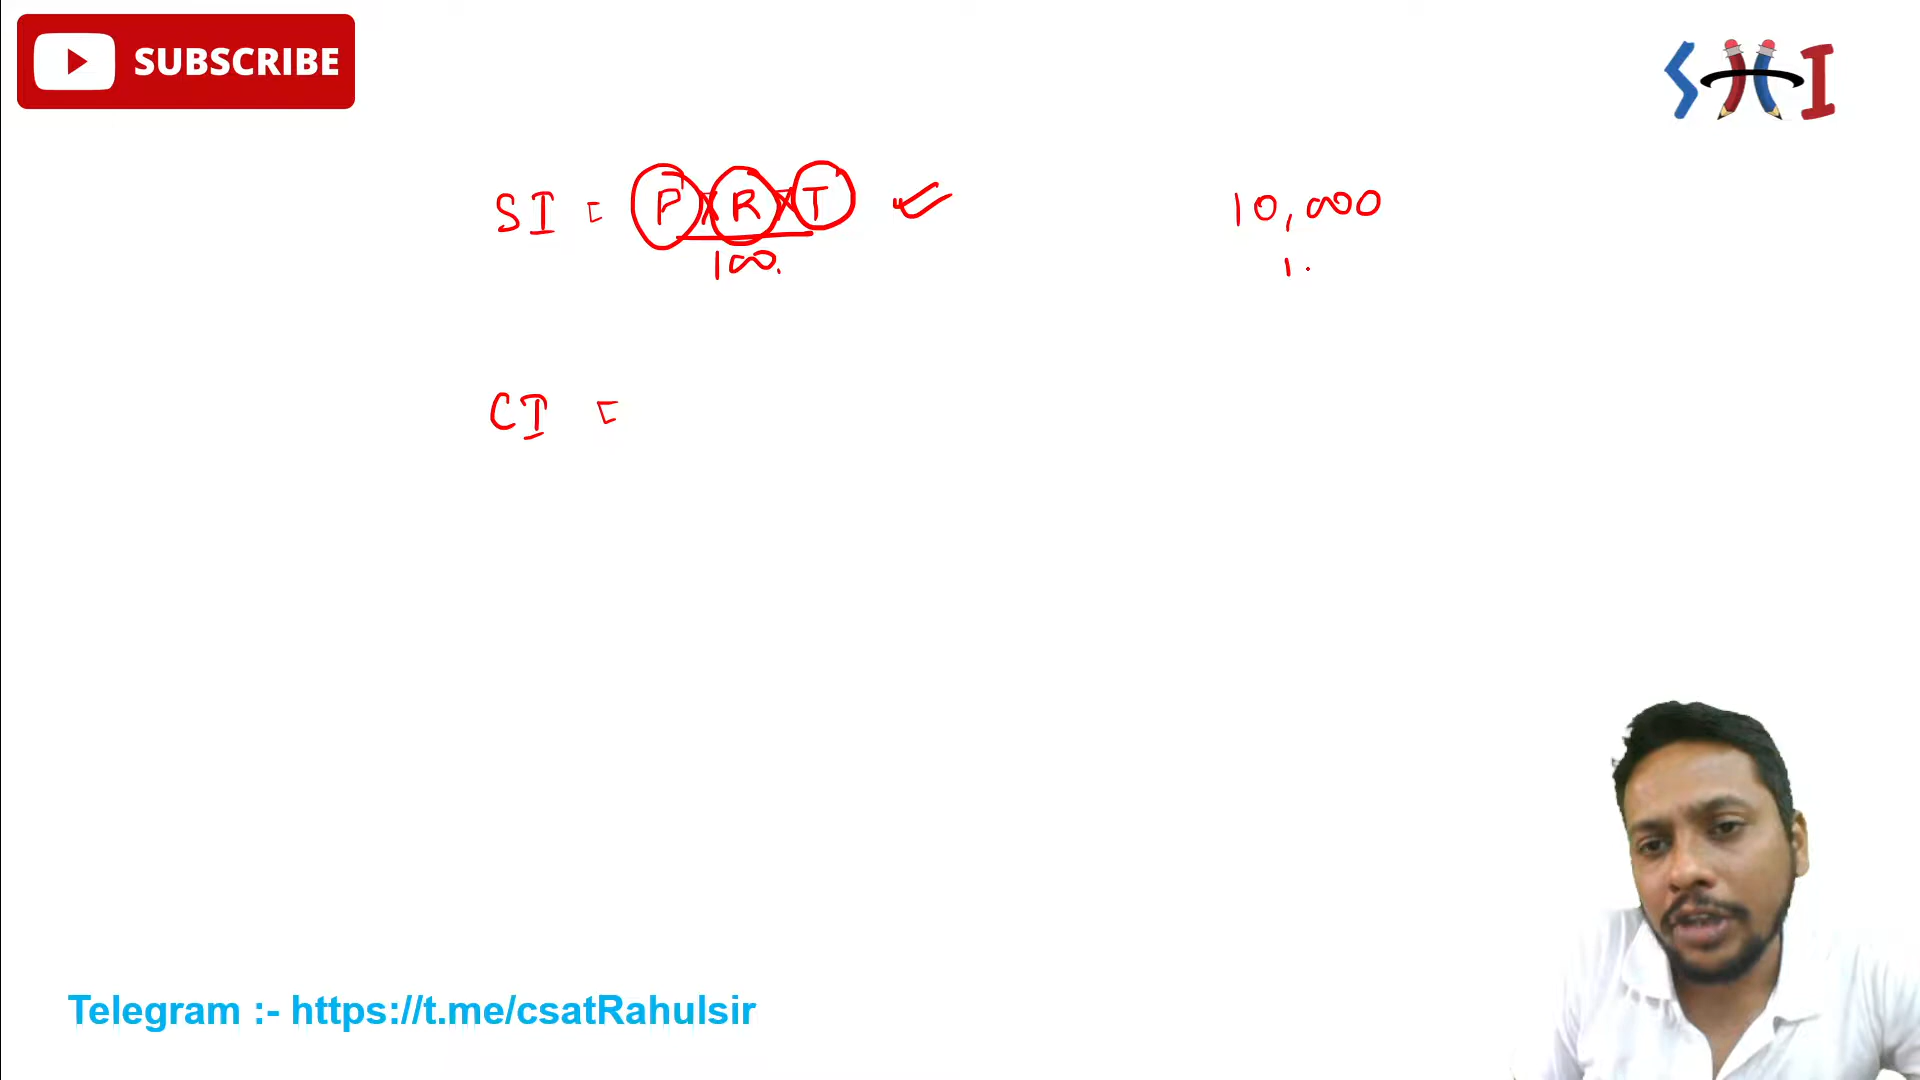 SUBSCRIBE
SI = P×R×T
100.
10,000
1.
CI =
Telegram :- https://t.me/csatRahulsir